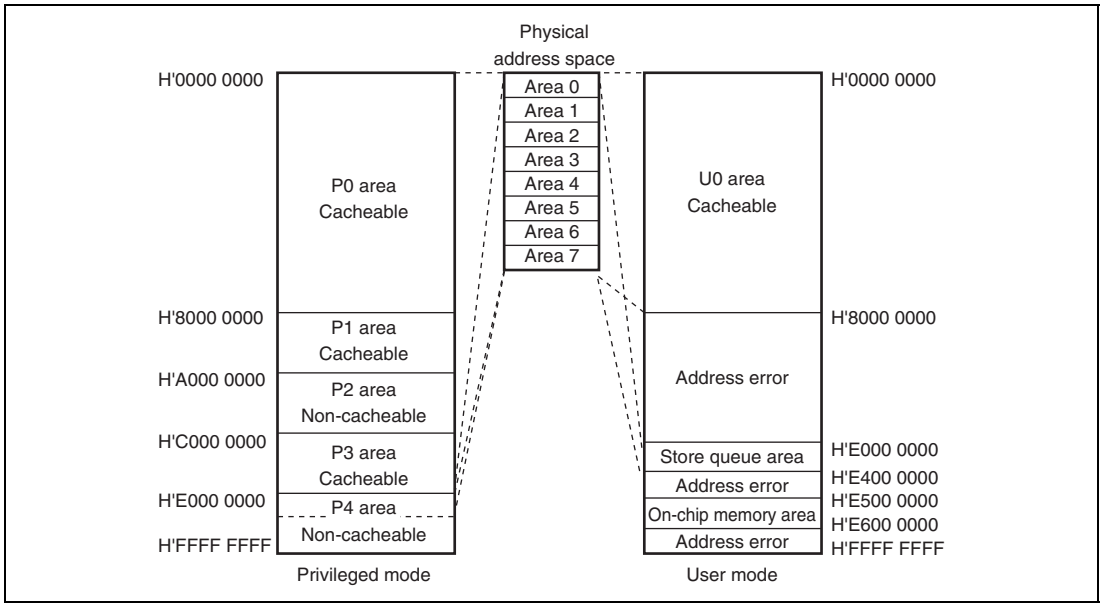 Physical
address space
H'0000 0000
P0 area
Cacheable
H'8000 0000
P1 area
Cacheable
H'A000 0000
P2 area
Non-cacheable
H'C000 0000
P3 area
Cacheable
H'E000 0000
P4 area
Non-cacheable
H'FFFF FFFF
Privileged mode
Area 0
Area 1
Area 2
Area 3
Area 4
Area 5
Area 6
Area 7
H'0000 0000
U0 area
Cacheable
H'8000 0000
Address error
H'E000 0000
Store queue area
H'E400 0000
Address error
H'E500 0000
On-chip memory area
H'E600 0000
Address error
H'FFFF FFFF
User mode